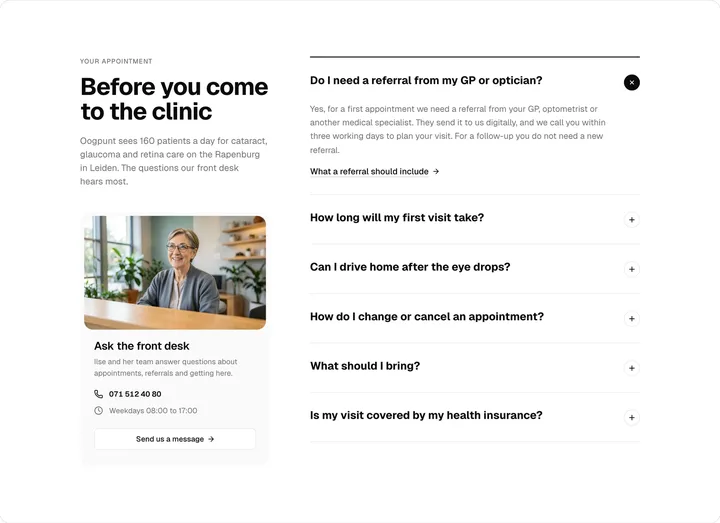 YOUR APPOINTMENT
Before you come
to the clinic
Oogpunt sees 160 patients a day for cataract,
glaucoma and retina care on the Rapenburg
in Leiden. The questions our front desk
hears most.
Ask the front desk
Ilse and her team answer questions about
appointments, referrals and getting here.
071 512 40 80
Weekdays 08:00 to 17:00
Send us a message →
Do I need a referral from my GP or optician?
Yes, for a first appointment we need a referral from your GP, optometrist or
another medical specialist. They send it to us digitally, and we call you within
three working days to plan your visit. For a follow-up you do not need a new
referral.
What a referral should include →
How long will my first visit take?
Can I drive home after the eye drops?
How do I change or cancel an appointment?
What should I bring?
Is my visit covered by my health insurance?